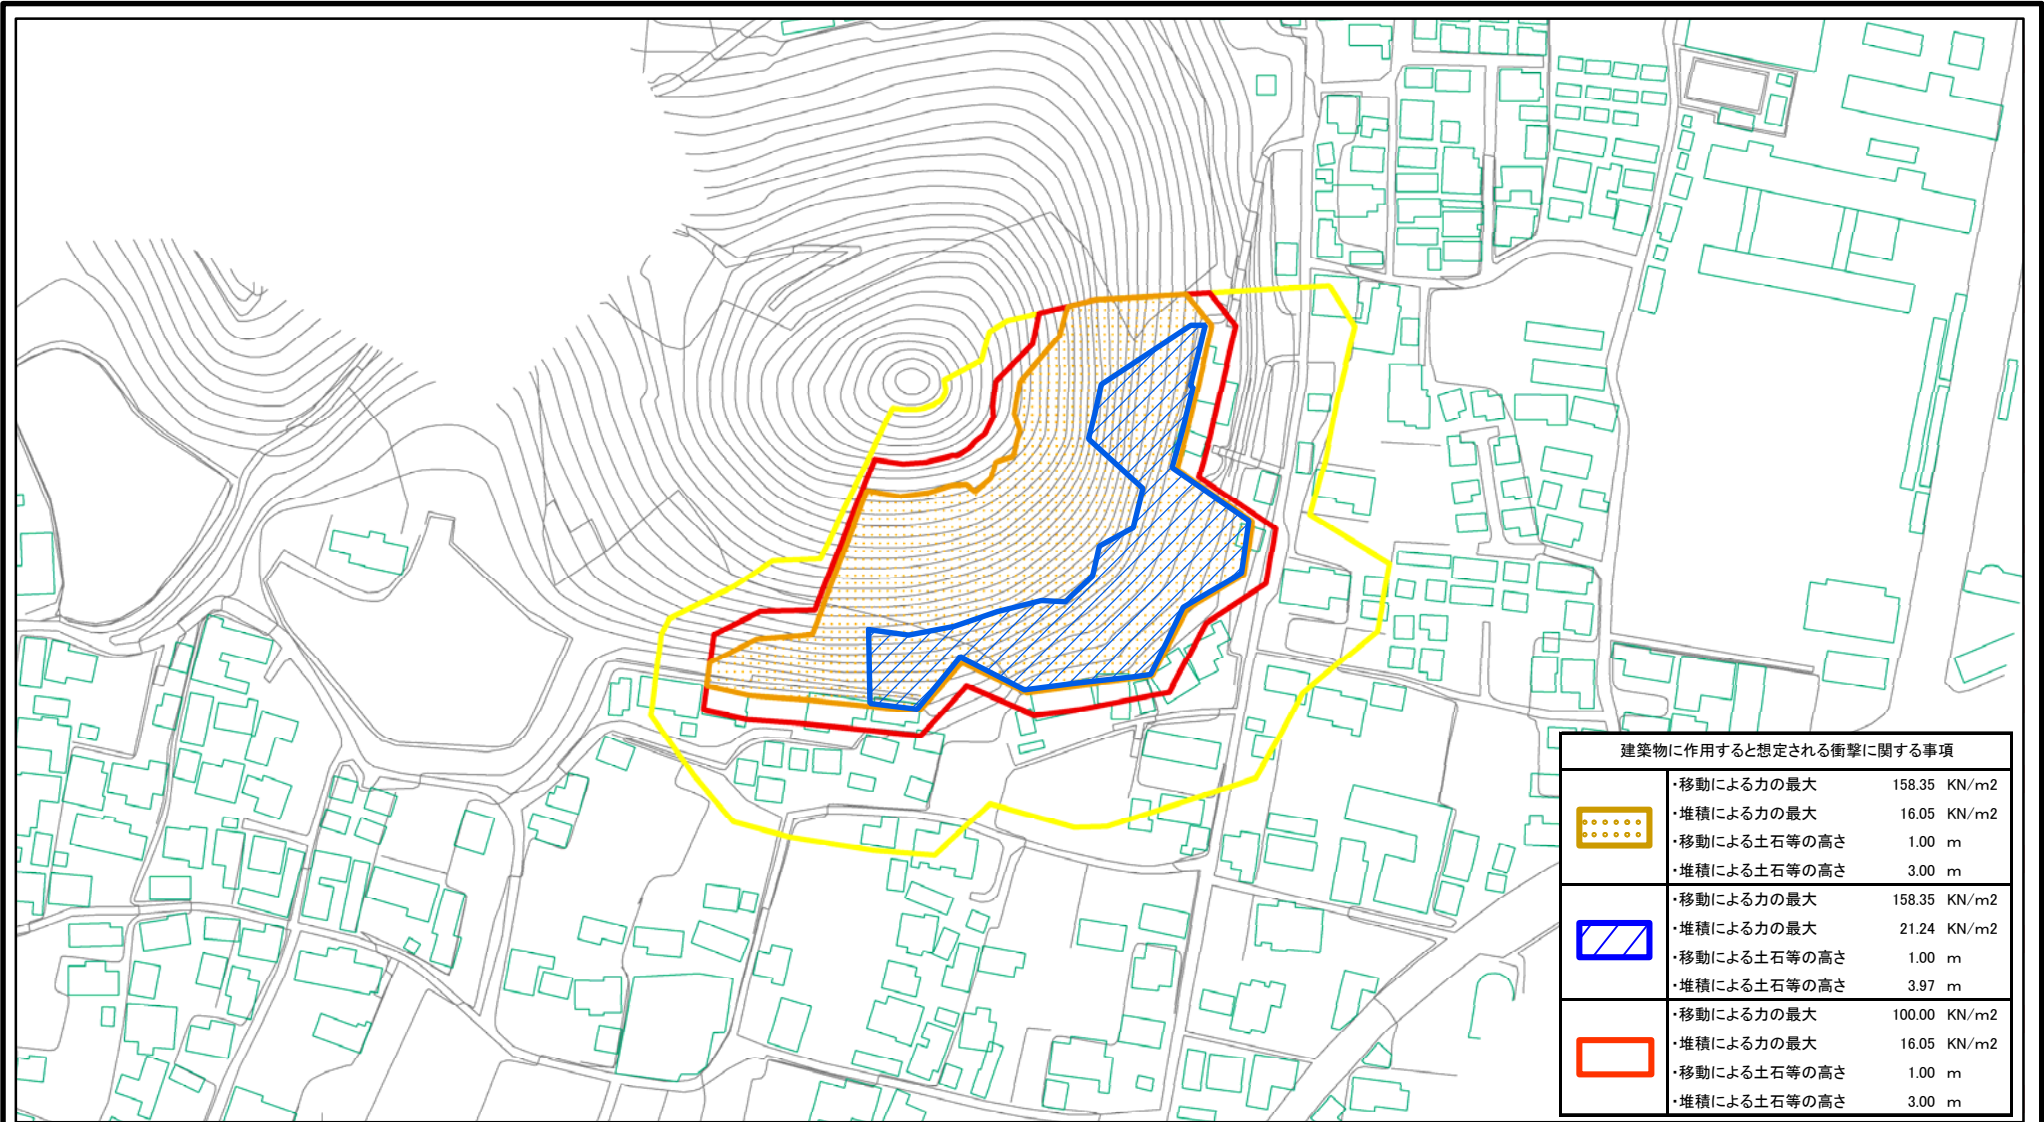 建築物に作用すると想定される衝撃に関する事項
・移動による力の最大 158.35 KN/m2
・堆積による力の最大 16.05 KN/m2
・移動による土石等の高さ 1.00 m
・堆積による土石等の高さ 3.00 m
・移動による力の最大 158.35 KN/m2
・堆積による力の最大 21.24 KN/m2
・移動による土石等の高さ 1.00 m
・堆積による土石等の高さ 3.97 m
・移動による力の最大 100.00 KN/m2
・堆積による力の最大 16.05 KN/m2
・移動による土石等の高さ 1.00 m
・堆積による土石等の高さ 3.00 m